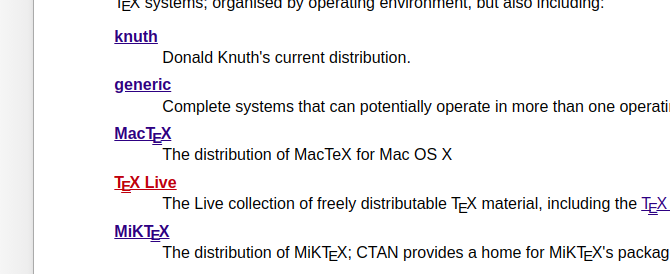 TEX systems; organised by operating environment, but also including:
knuth
Donald Knuth's current distribution.
generic
Complete systems that can potentially operate in more than one operati
MacTEX
The distribution of MacTeX for Mac OS X
TEX Live
The Live collection of freely distributable TEX material, including the TEX
MiKTEX
The distribution of MiKTEX; CTAN provides a home for MiKTEX's packag